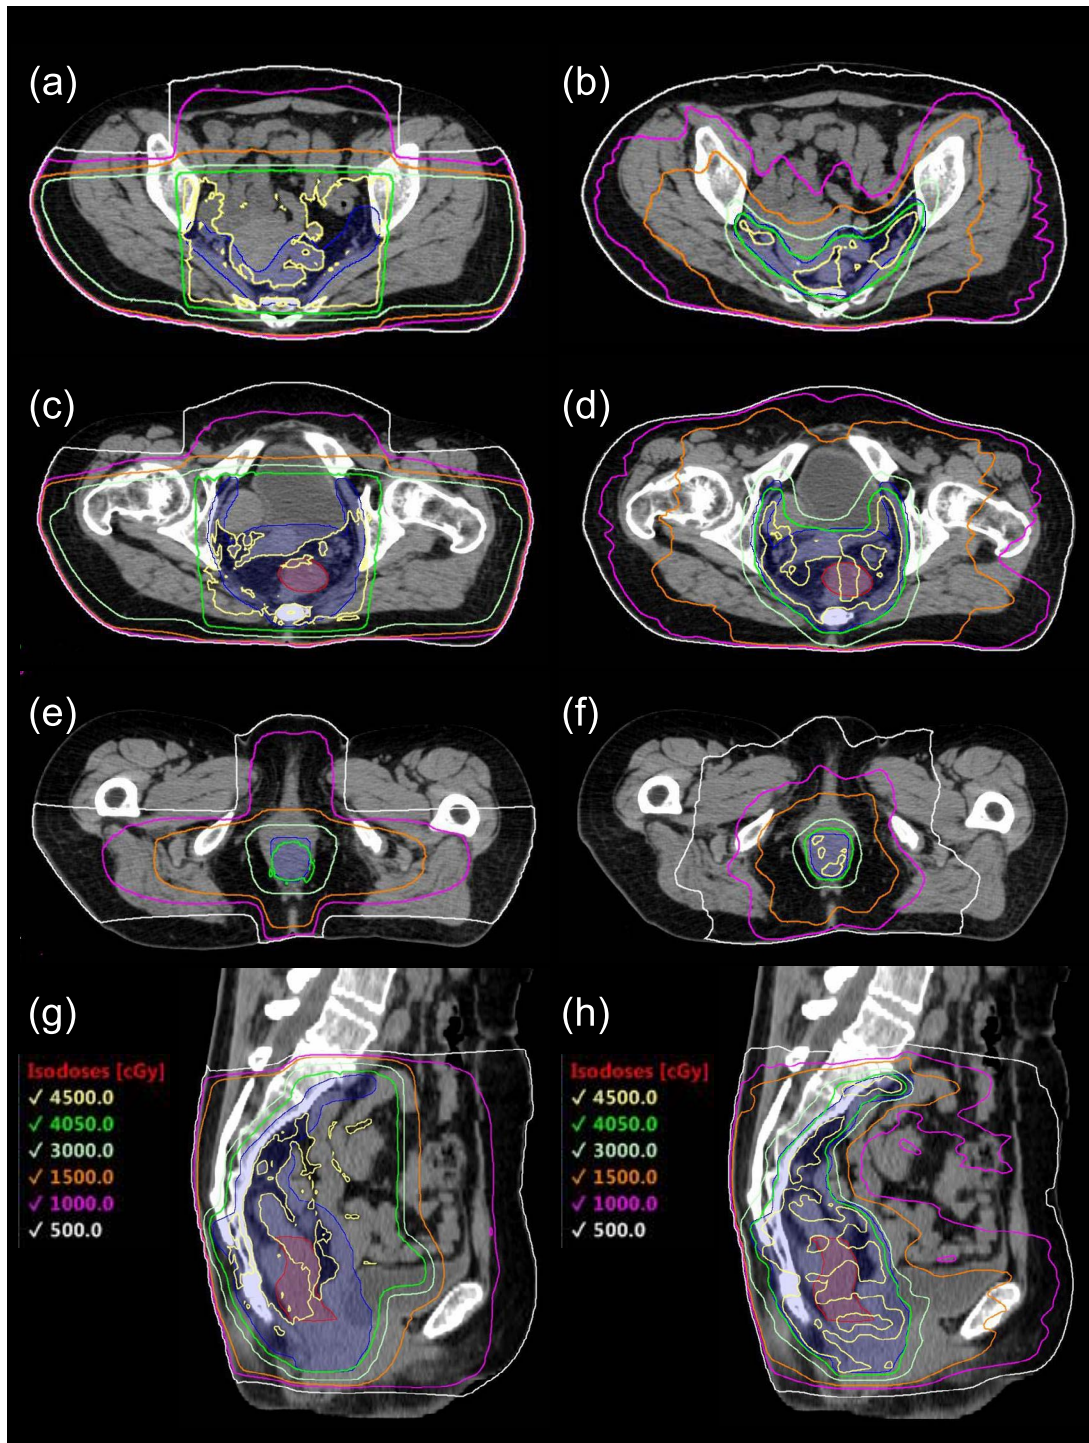 (a)
(b)
(c)
(d)
(e)
(f)
(g)
Isodoses [cGy]
✓ 4500.0
✓ 4050.0
✓ 3000.0
✓ 1500.0
✓ 1000.0
✓ 500.0
(h)
Isodoses [cGy]
✓ 4500.0
✓ 4050.0
✓ 3000.0
✓ 1500.0
✓ 1000.0
✓ 500.0